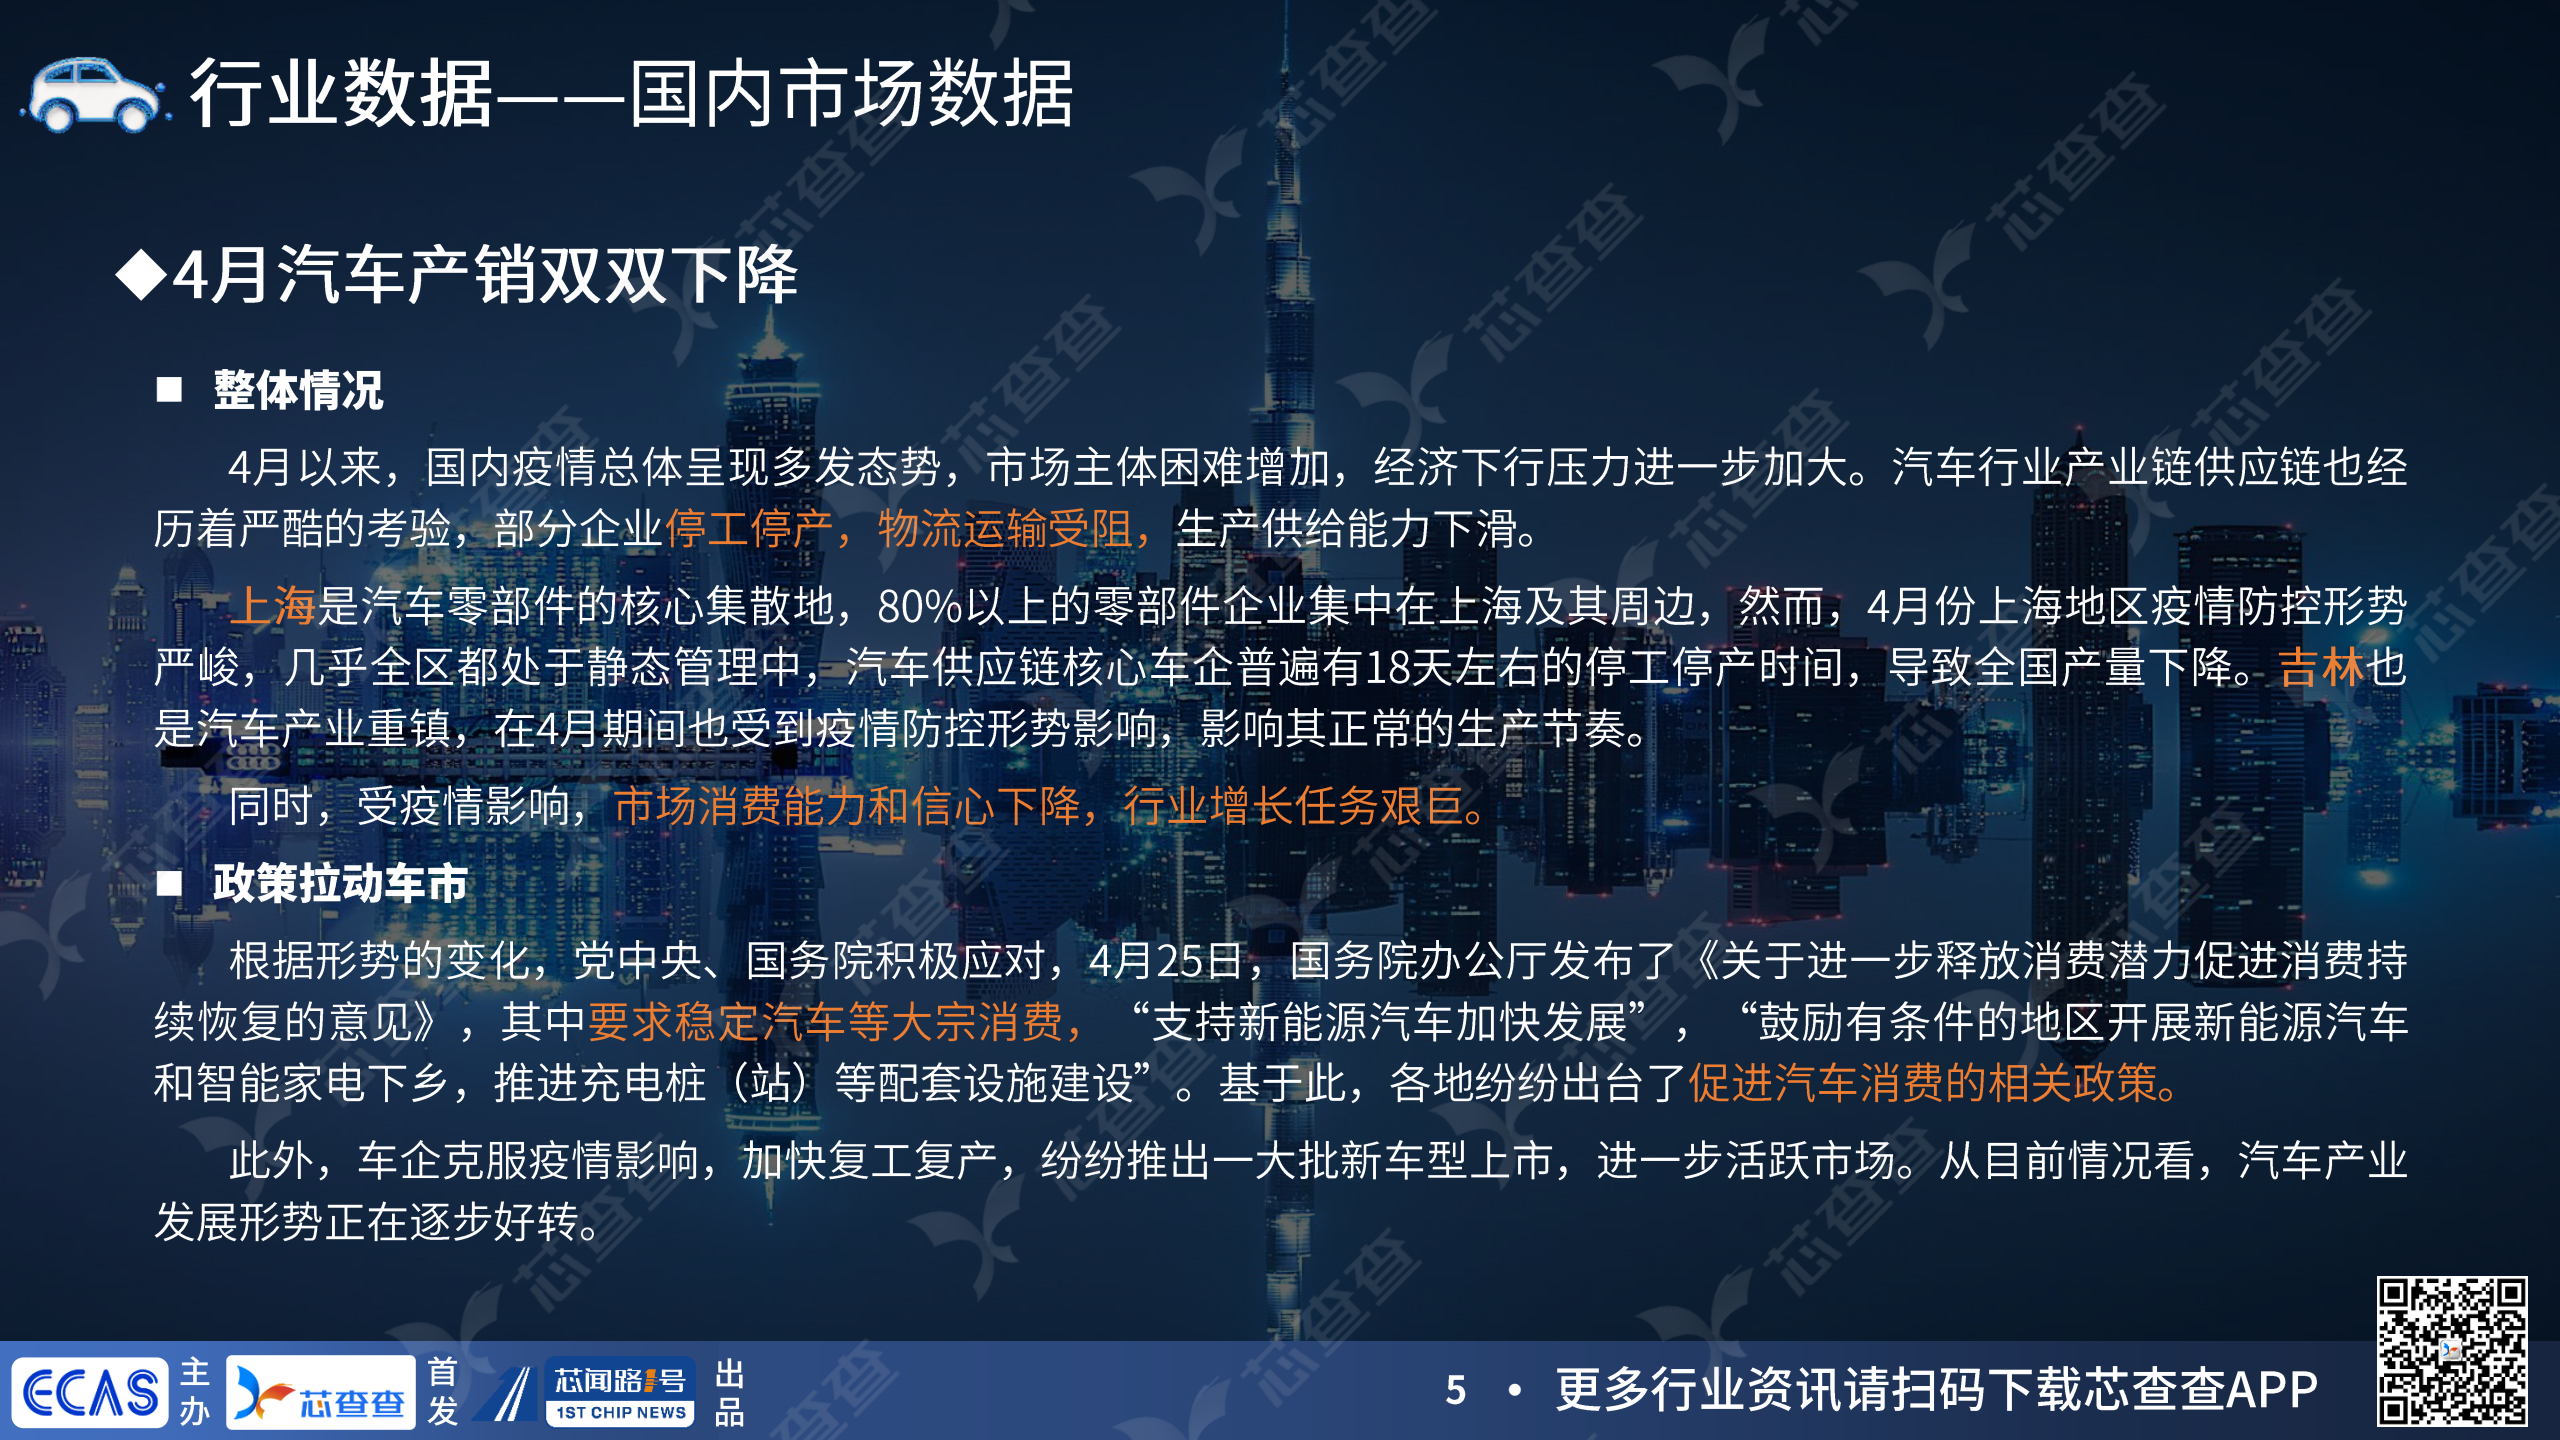 行业数据——国内市场数据
◆4月汽车产销双双下降
■ 整体情况
4月以来，国内疫情总体呈现多发态势，市场主体困难增加，经济下行压力进一步加大。汽车行业产业链供应链也经
历着严酷的考验，部分企业停工停产，物流运输受阻，生产供给能力下滑。
上海是汽车零部件的核心集散地，80%以上的零部件企业集中在上海及其周边，然而，4月份上海地区疫情防控形势
严峻，几乎全区都处于静态管理中，汽车供应链核心车企普遍有18天左右的停工停产时间，导致全国产量下降。吉林也
是汽车产业重镇，在4月期间也受到疫情防控形势影响，影响其正常的生产节奏。
同时，受疫情影响，市场消费能力和信心下降，行业增长任务艰巨。
■ 政策拉动车市
根据形势的变化，党中央、国务院积极应对，4月25日，国务院办公厅发布了《关于进一步释放消费潜力促进消费持
续恢复的意见》，其中要求稳定汽车等大宗消费，“支持新能源汽车加快发展”，“鼓励有条件的地区开展新能源汽车
和智能家电下乡，推进充电桩（站）等配套设施建设”。基于此，各地纷纷出台了促进汽车消费的相关政策。
此外，车企克服疫情影响，加快复工复产，纷纷推出一大批新车型上市，进一步活跃市场。从目前情况看，汽车产业
发展形势正在逐步好转。
ECAS 主办 芯查查 首发 芯闻路1号 1ST CHIP NEWS 出品
5 • 更多行业资讯请扫码下载芯查查APP